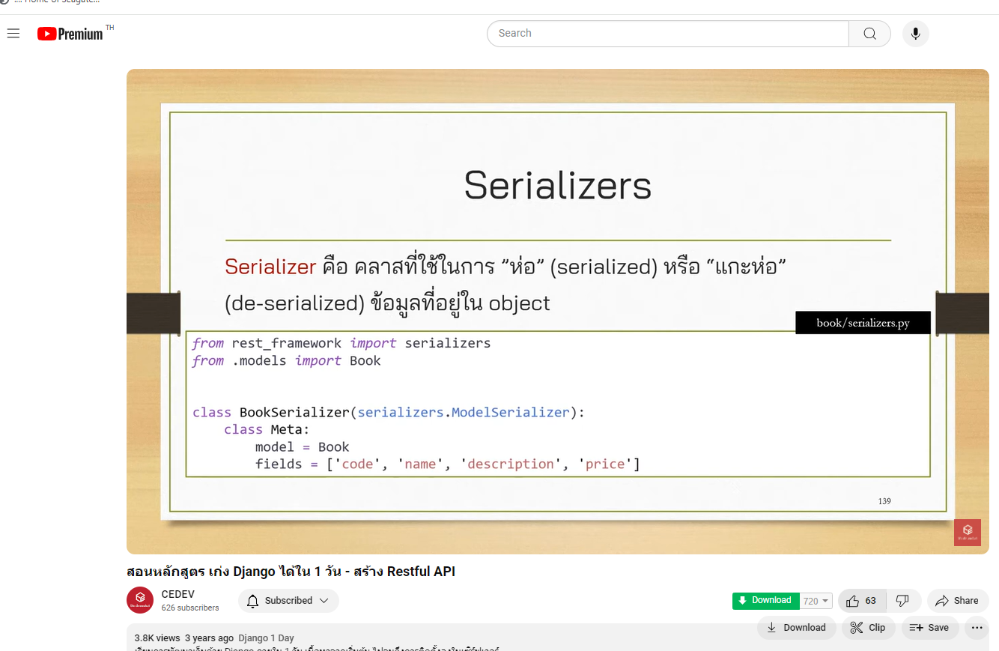 Premium TH
Search
Serializers
Serializer คือ คลาสที่ใช้ในการ ”ห่อ” (serialized) หรือ “แกะห่อ”
(de-serialized) ข้อมูลที่อยู่ใน object
book/serializers.py
from rest_framework import serializers
from .models import Book
class BookSerializer(serializers.ModelSerializer):
class Meta:
model = Book
fields = ['code', 'name', 'description', 'price']
139
สอนหลักสูตร เก่ง Django ได้ใน 1 วัน - สร้าง Restful API
CEDEV
626 subscribers
Subscribed
Download 720
63
Share
Download
Clip
Save
3.8K views 3 years ago Django 1 Day